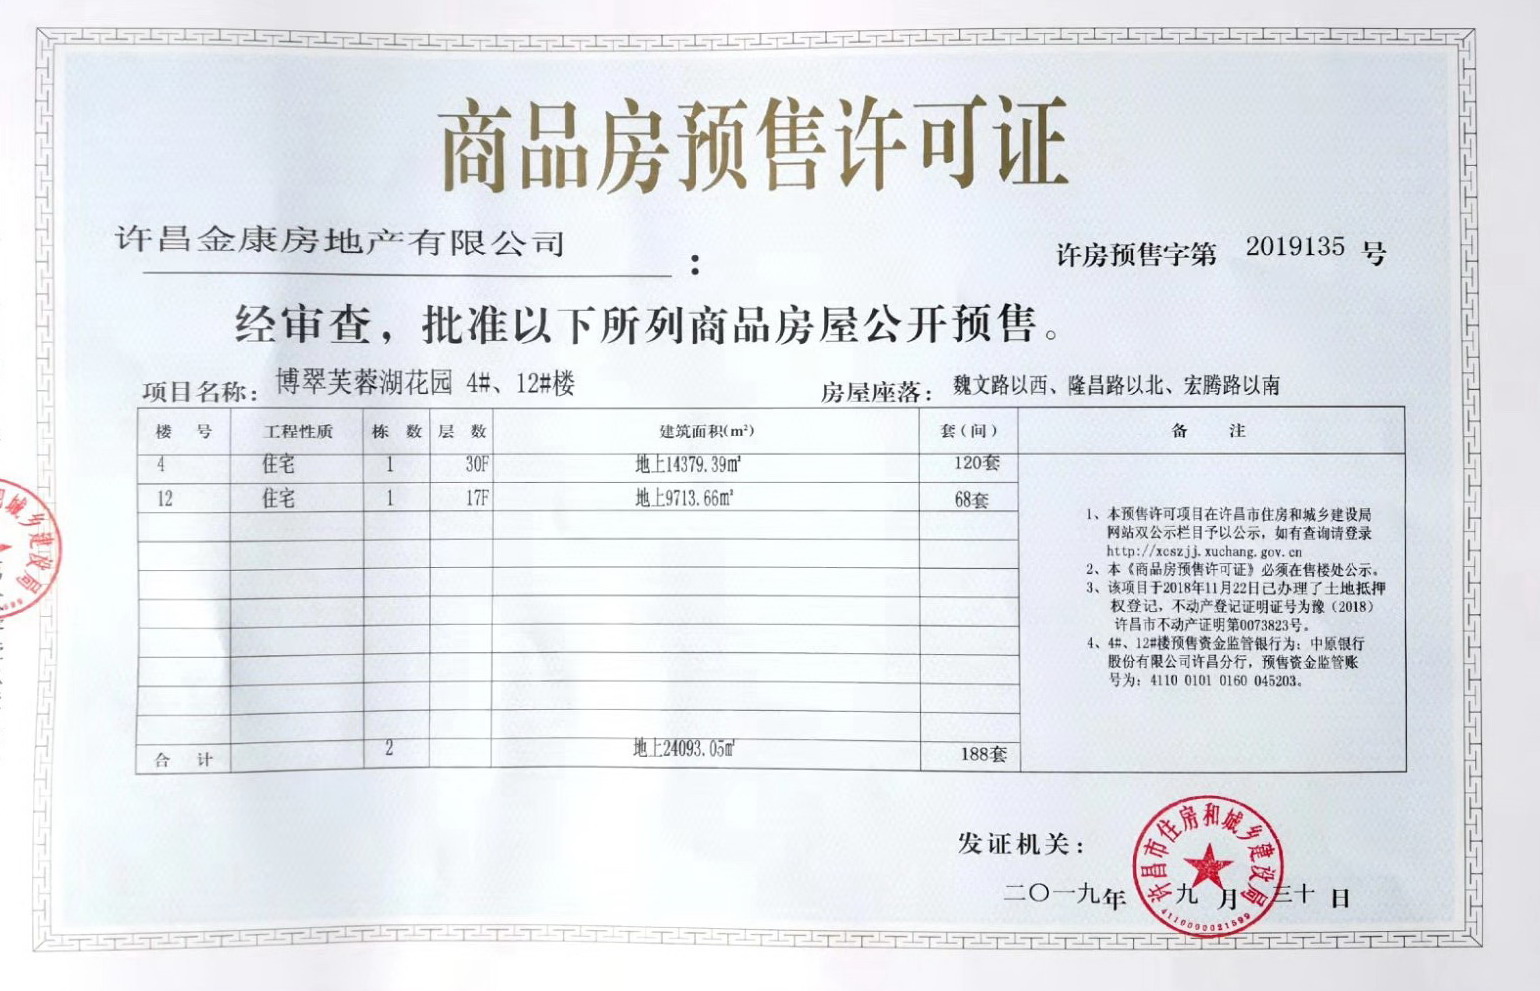 商品房预售许可证
许昌金康房地产有限公司：
许房预售字第 2019135 号
经审查，批准以下所列商品房屋公开预售。
项目名称：博翠芙蓉湖花园 4#、12#楼
房屋座落：魏文路以西、隆昌路以北、宏腾路以南
楼 号 工程性质 栋 数 层 数 建筑面积(m²) 套(间) 备 注
4 住宅 1 30F 地上14379.39㎡ 120套
12 住宅 1 17F 地上9713.66㎡ 68套
合 计 2 地上24093.05㎡ 188套
1、本预售许可项目在许昌市住房和城乡建设局
网站双公示栏目予以公示，如有查询请登录
http://xcszjj.xuchang.gov.cn
2、本《商品房预售许可证》必须在售楼处公示。
3、该项目于2018年11月22日已办理了土地抵押
权登记，不动产登记证明证号为豫（2018）
许昌市不动产证明第0073823号。
4、4#、12#楼预售资金监管银行为：中原银行
股份有限公司许昌分行，预售资金监管账
号为：4110 0101 0160 045203。
发证机关：
二〇一九年 九 月 三十 日
许昌市住房和城乡建设局
4110000021599
城乡建设局